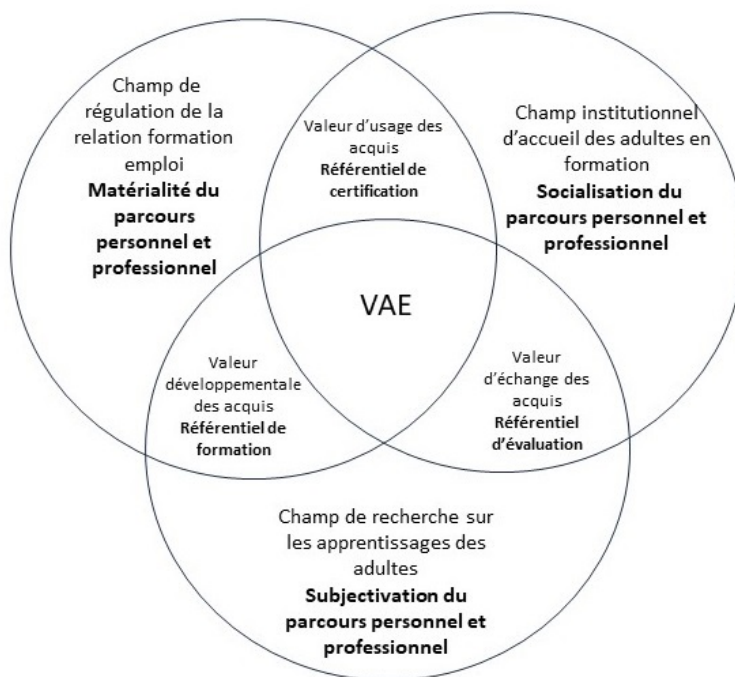 Champ de
régulation de la
relation formation
emploi
Matérialité du
parcours
personnel et
professionnel
Valeur d’usage des
acquis
Référentiel de
certification
Champ institutionnel
d’accueil des adultes en
formation
Socialisation du
parcours personnel et
professionnel
VAE
Valeur
développementale
des acquis
Référentiel de
formation
Valeur
d’échange des
acquis
Référentiel
d’évaluation
Champ de recherche sur
les apprentissages des
adultes
Subjectivation du
parcours personnel et
professionnel